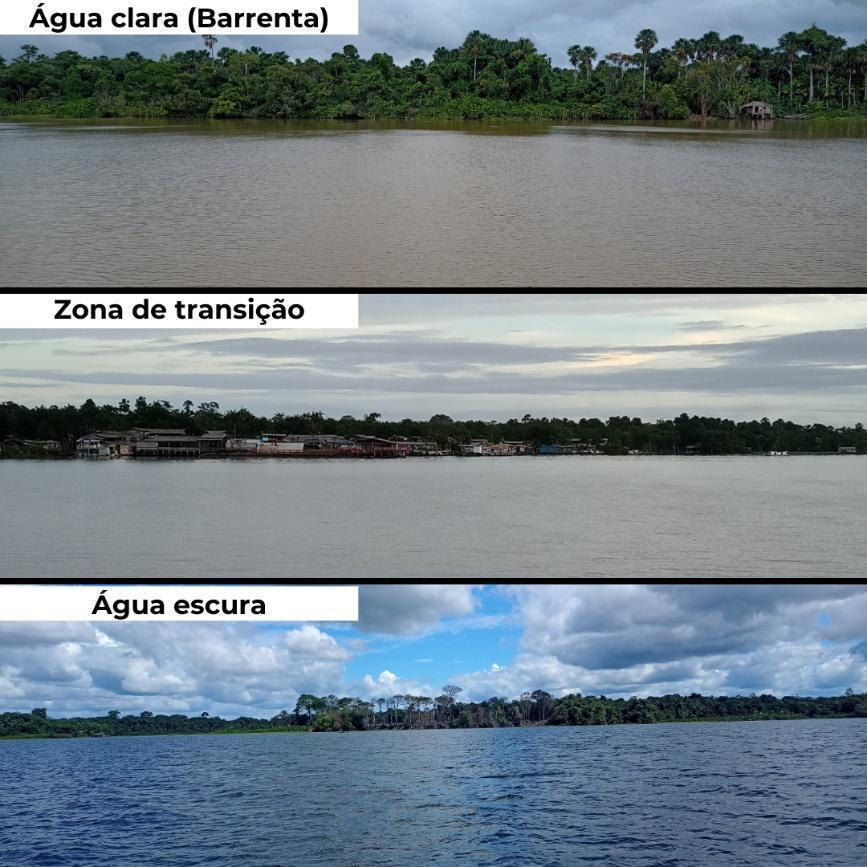 Água clara (Barrenta)
Zona de transição
Água escura